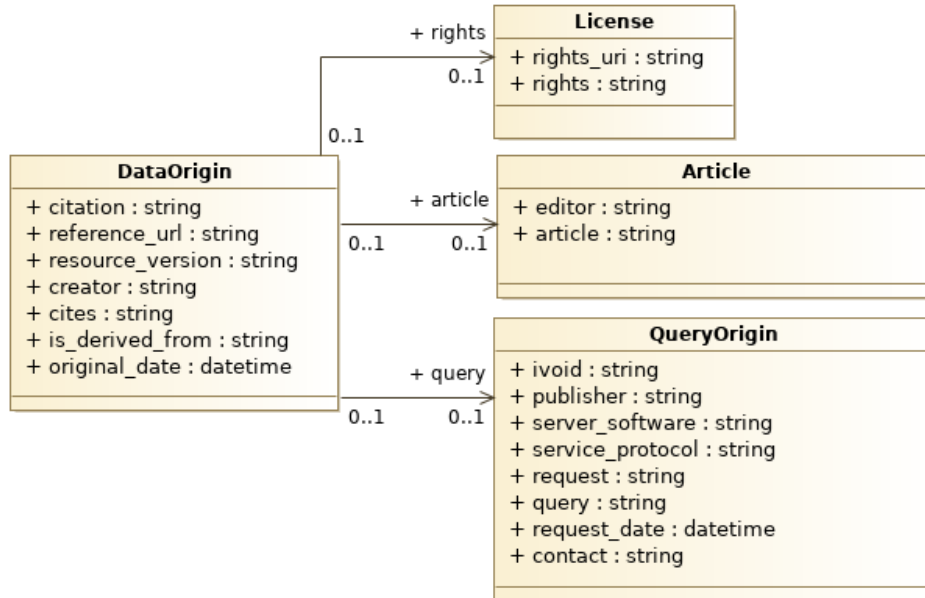 + rights
0..1
0..1
License
+ rights_uri : string
+ rights : string
DataOrigin
+ citation : string
+ reference_url : string
+ resource_version : string
+ creator : string
+ cites : string
+ is_derived_from : string
+ original_date : datetime
+ article
0..1
0..1
Article
+ editor : string
+ article : string
+ query
0..1
0..1
QueryOrigin
+ ivoid : string
+ publisher : string
+ server_software : string
+ service_protocol : string
+ request : string
+ query : string
+ request_date : datetime
+ contact : string